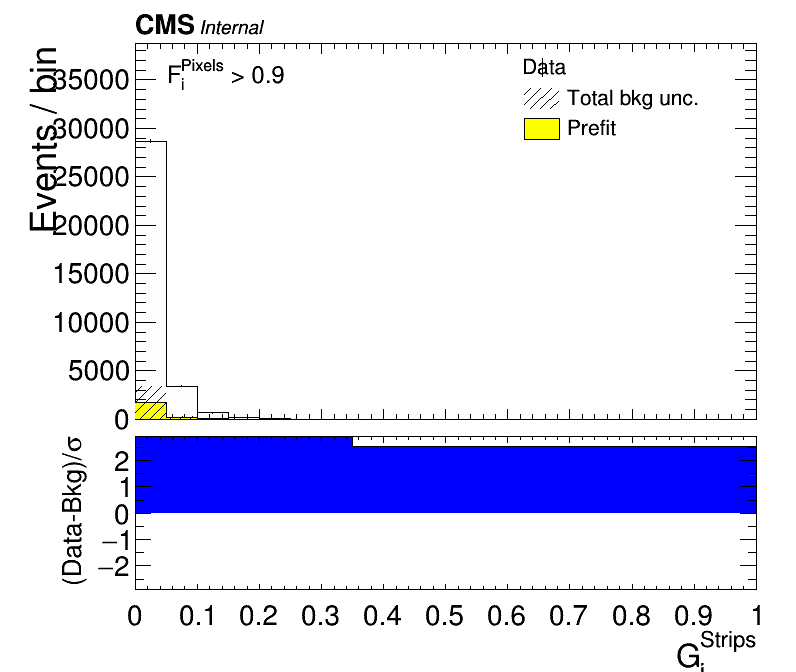 CMS Internal
F_i^Pixels > 0.9
Data
Total bkg unc.
Prefit
Events / bin
35000
30000
25000
20000
15000
10000
5000
0
(Data-Bkg)/σ
2
1
0
−1
−2
0 0.1 0.2 0.3 0.4 0.5 0.6 0.7 0.8 0.9 1
G_i^Strips